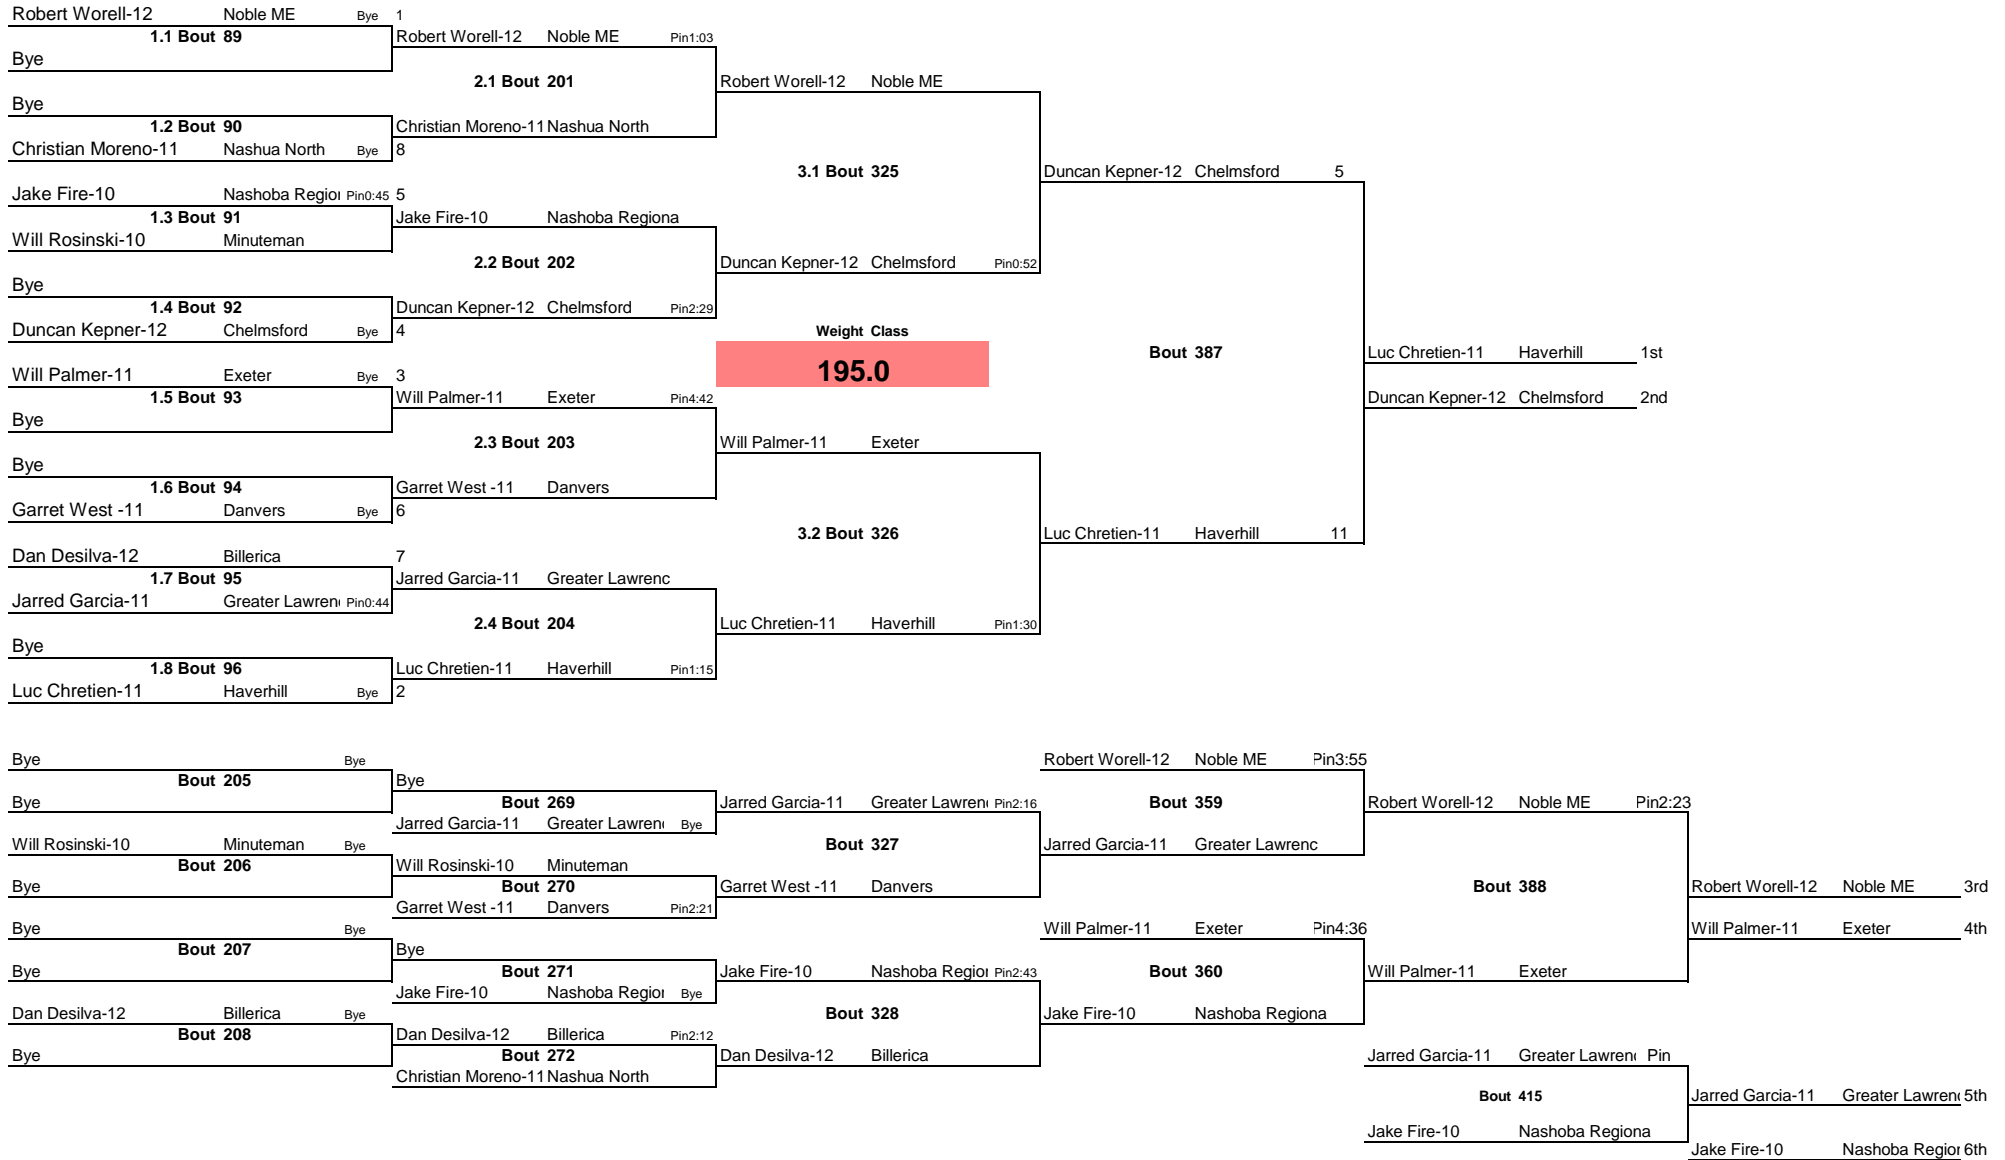 Robert Worell-12 Noble ME Bye 1
1.1 Bout 89 Robert Worell-12 Noble ME Pin1:03
Bye
2.1 Bout 201 Robert Worell-12 Noble ME
Bye
1.2 Bout 90 Christian Moreno-11 Nashua North
Christian Moreno-11 Nashua North Bye 8
3.1 Bout 325 Duncan Kepner-12 Chelmsford 5
Jake Fire-10 Nashoba Regior Pin0:45 5
1.3 Bout 91 Jake Fire-10 Nashoba Regiona
Will Rosinski-10 Minuteman
2.2 Bout 202 Duncan Kepner-12 Chelmsford Pin0:52
Bye
1.4 Bout 92 Duncan Kepner-12 Chelmsford Pin2:29
Duncan Kepner-12 Chelmsford Bye 4 Weight Class
Bout 387 Luc Chretien-11 Haverhill 1st
Will Palmer-11 Exeter Bye 3 195.0
1.5 Bout 93 Will Palmer-11 Exeter Pin4:42 Duncan Kepner-12 Chelmsford 2nd
Bye
2.3 Bout 203 Will Palmer-11 Exeter
Bye
1.6 Bout 94 Garret West -11 Danvers
Garret West -11 Danvers Bye 6
3.2 Bout 326 Luc Chretien-11 Haverhill 11
Dan Desilva-12 Billerica 7
1.7 Bout 95 Jarred Garcia-11 Greater Lawrenc
Jarred Garcia-11 Greater Lawrenc Pin0:44
2.4 Bout 204 Luc Chretien-11 Haverhill Pin1:30
Bye
1.8 Bout 96 Luc Chretien-11 Haverhill Pin1:15
Luc Chretien-11 Haverhill Bye 2
Bye Bye Robert Worell-12 Noble ME Pin3:55
Bout 205 Bye
Bye Bout 269 Jarred Garcia-11 Greater Lawrenc Pin2:16 Bout 359 Robert Worell-12 Noble ME Pin2:23
Jarred Garcia-11 Greater Lawrenc Bye
Will Rosinski-10 Minuteman Bye Bout 327 Jarred Garcia-11 Greater Lawrenc
Bout 206 Will Rosinski-10 Minuteman
Bye Bout 270 Garret West -11 Danvers Bout 388 Robert Worell-12 Noble ME 3rd
Garret West -11 Danvers Pin2:21
Bye Bye Will Palmer-11 Exeter Pin4:36 Will Palmer-11 Exeter 4th
Bout 207 Bye
Bye Bout 271 Jake Fire-10 Nashoba Regior Pin2:43 Bout 360 Will Palmer-11 Exeter
Jake Fire-10 Nashoba Regior Bye
Dan Desilva-12 Billerica Bye Bout 328 Jake Fire-10 Nashoba Regiona
Bout 208 Dan Desilva-12 Billerica Pin2:12
Bye Bout 272 Dan Desilva-12 Billerica Jarred Garcia-11 Greater Lawrenc Pin
Christian Moreno-11 Nashua North
Bout 415 Jarred Garcia-11 Greater Lawrenc 5th
Jake Fire-10 Nashoba Regiona
Jake Fire-10 Nashoba Regior 6th